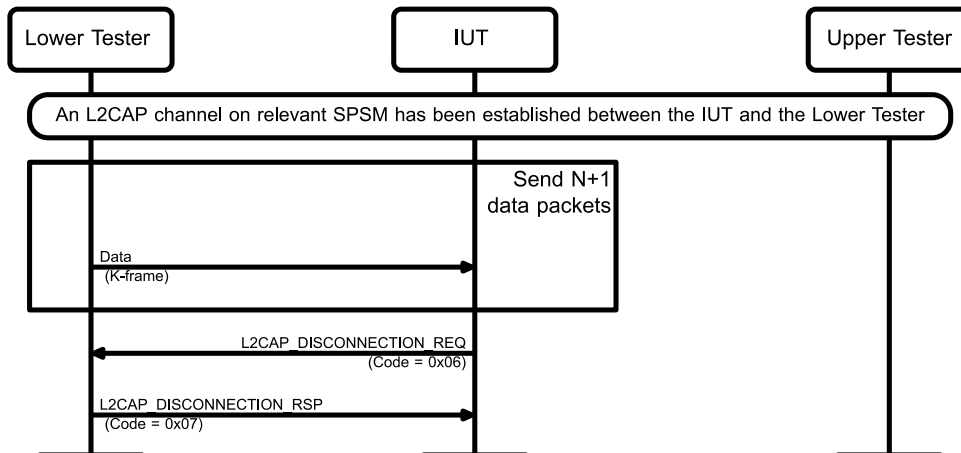 Lower Tester
IUT
Upper Tester
An L2CAP channel on relevant SPSM has been established between the IUT and the Lower Tester
Send N+1
data packets
Data
(K-frame)
L2CAP_DISCONNECTION_REQ
(Code = 0x06)
L2CAP_DISCONNECTION_RSP
(Code = 0x07)